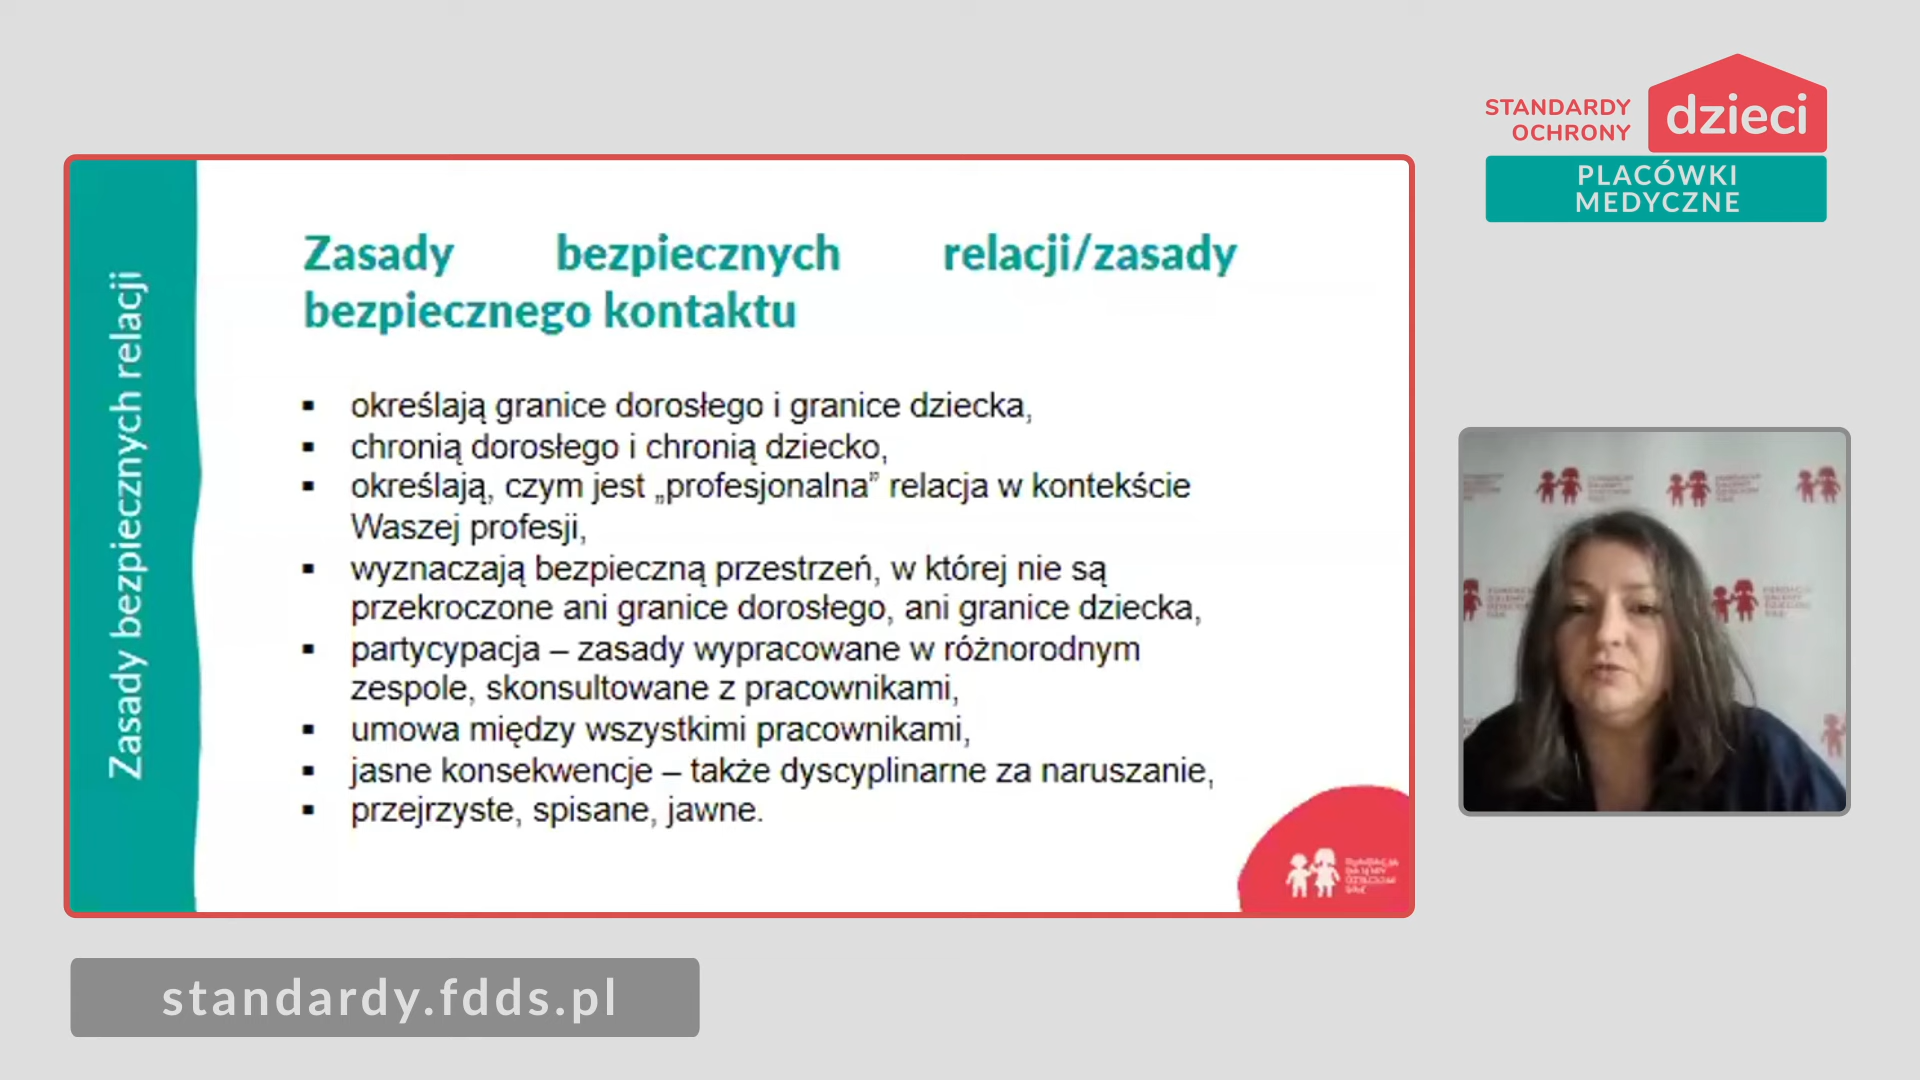 STANDARDY
OCHRONY
dzieci
PLACÓWKI
MEDYCZNE
Zasady bezpiecznych relacji
Zasady bezpiecznych relacji/zasady
bezpiecznego kontaktu
▪ określają granice dorosłego i granice dziecka,
▪ chronią dorosłego i chronią dziecko,
▪ określają, czym jest „profesjonalna” relacja w kontekście
Waszej profesji,
▪ wyznaczają bezpieczną przestrzeń, w której nie są
przekroczone ani granice dorosłego, ani granice dziecka,
▪ partycypacja – zasady wypracowane w różnorodnym
zespole, skonsultowane z pracownikami,
▪ umowa między wszystkimi pracownikami,
▪ jasne konsekwencje – także dyscyplinarne za naruszanie,
▪ przejrzyste, spisane, jawne.
standardy.fdds.pl